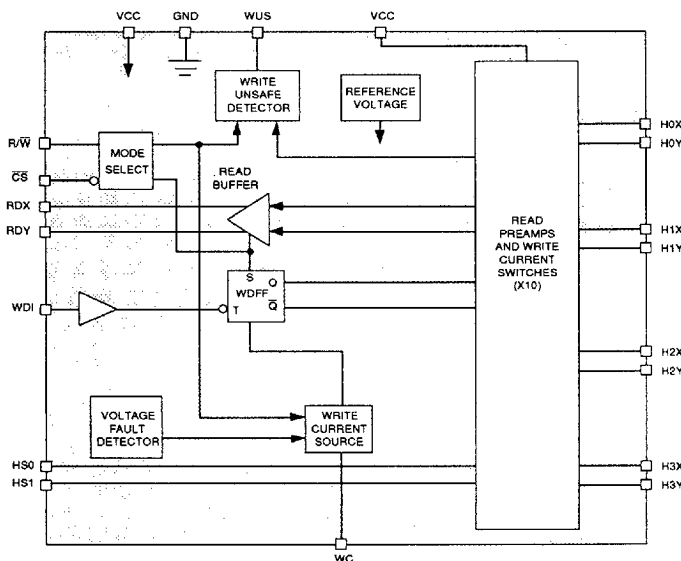 VCC GND WUS VCC
WRITE
UNSAFE
DETECTOR
REFERENCE
VOLTAGE
R/W̅
C̅S̅
RDX
RDY
WDI
HS0
HS1
MODE
SELECT
READ
BUFFER
S
WDFF
T
Q
Q̅
VOLTAGE
FAULT
DETECTOR
WRITE
CURRENT
SOURCE
READ
PREAMPS
AND WRITE
CURRENT
SWITCHES
(X10)
H0X
H0Y
H1X
H1Y
H2X
H2Y
H3X
H3Y
WC